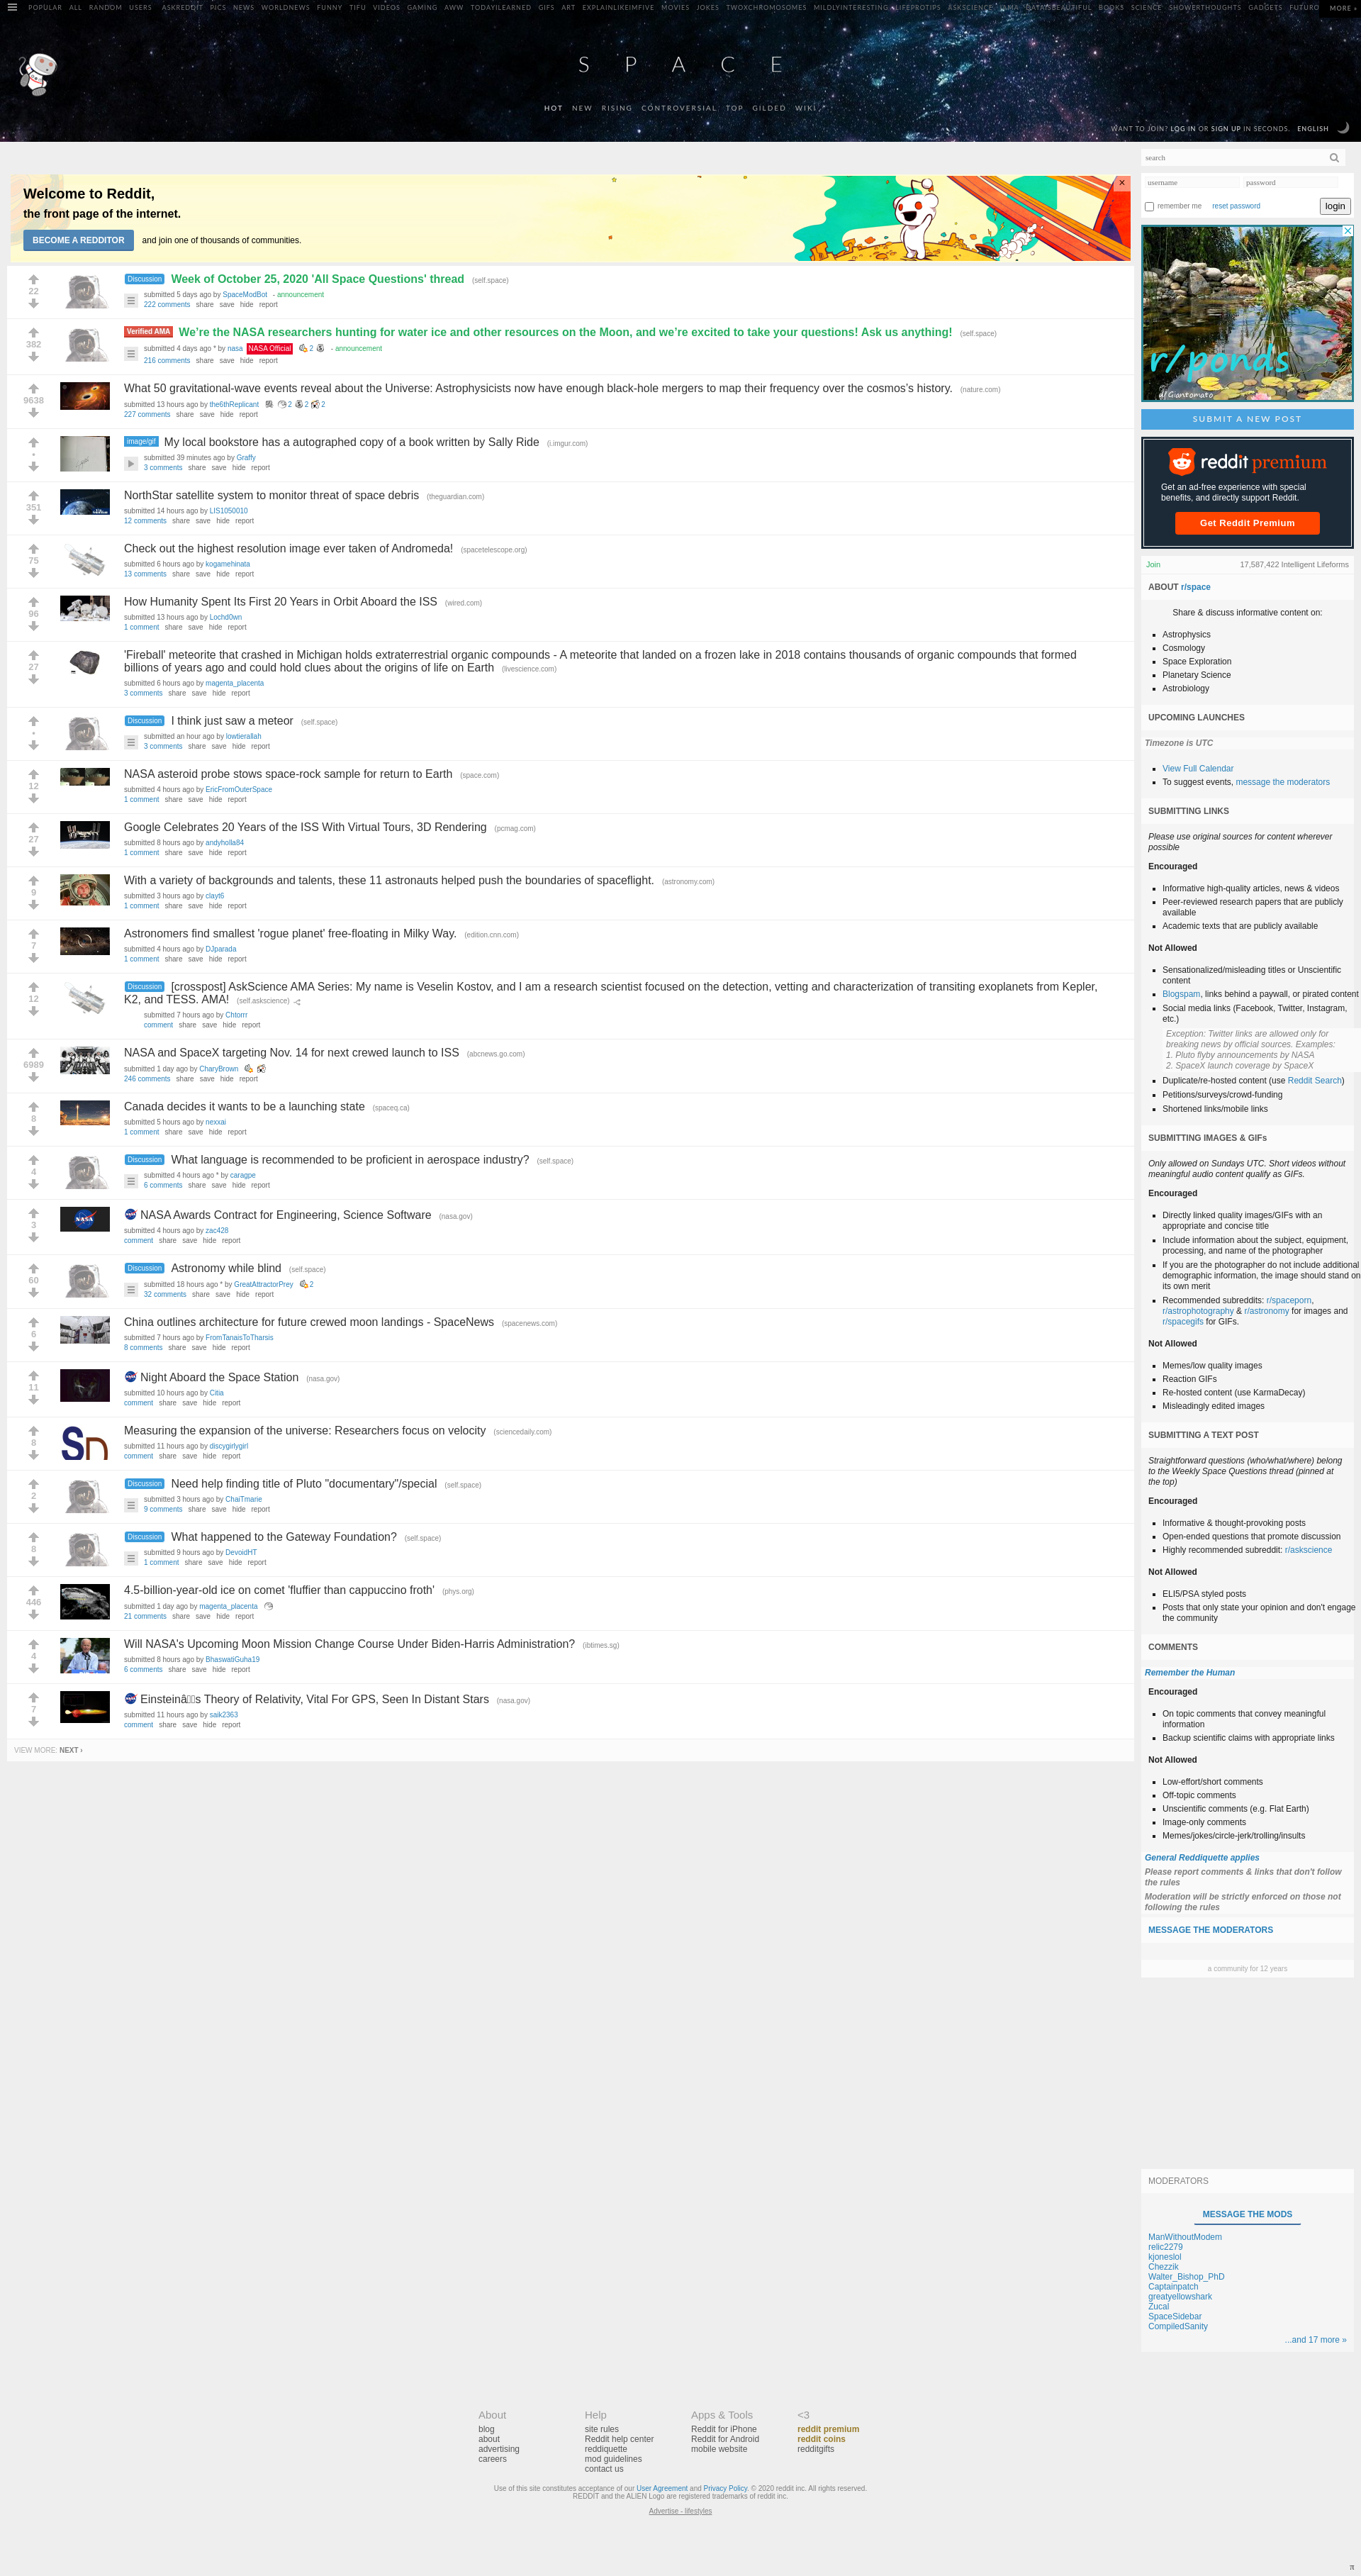 POPULAR ALL RANDOM USERS ASKREDDIT PICS NEWS WORLDNEWS FUNNY TIFU VIDEOS GAMING AWW TODAYILEARNED GIFS ART EXPLAINLIKEIMFIVE MOVIES JOKES TWOXCHROMOSOMES MILDLYINTERESTING LIFEPROTIPS ASKSCIENCE IAMA DATAISBEAUTIFUL BOOKS SCIENCE SHOWERTHOUGHTS GADGETS FUTURO MORE »
SPACE
HOT NEW RISING CONTROVERSIAL TOP GILDED WIKI
WANT TO JOIN? LOG IN OR SIGN UP IN SECONDS. ENGLISH
Welcome to Reddit,
the front page of the internet.
BECOME A REDDITOR and join one of thousands of communities.
×
22
Discussion Week of October 25, 2020 'All Space Questions' thread (self.space)
submitted 5 days ago by SpaceModBot - announcement
222 comments share save hide report
382
Verified AMA We’re the NASA researchers hunting for water ice and other resources on the Moon, and we’re excited to take your questions! Ask us anything! (self.space)
submitted 4 days ago * by nasa NASA Official 2 - announcement
216 comments share save hide report
9638
What 50 gravitational-wave events reveal about the Universe: Astrophysicists now have enough black-hole mergers to map their frequency over the cosmos’s history. (nature.com)
submitted 13 hours ago by the6thReplicant 2 2 2
227 comments share save hide report
•
image/gif My local bookstore has a autographed copy of a book written by Sally Ride (i.imgur.com)
submitted 39 minutes ago by Graffy
3 comments share save hide report
351
NorthStar satellite system to monitor threat of space debris (theguardian.com)
submitted 14 hours ago by LIS1050010
12 comments share save hide report
75
Check out the highest resolution image ever taken of Andromeda! (spacetelescope.org)
submitted 6 hours ago by kogamehinata
13 comments share save hide report
96
How Humanity Spent Its First 20 Years in Orbit Aboard the ISS (wired.com)
submitted 13 hours ago by Lochd0wn
1 comment share save hide report
27
'Fireball' meteorite that crashed in Michigan holds extraterrestrial organic compounds - A meteorite that landed on a frozen lake in 2018 contains thousands of organic compounds that formed
billions of years ago and could hold clues about the origins of life on Earth (livescience.com)
submitted 6 hours ago by magenta_placenta
3 comments share save hide report
•
Discussion I think just saw a meteor (self.space)
submitted an hour ago by lowtierallah
3 comments share save hide report
12
NASA asteroid probe stows space-rock sample for return to Earth (space.com)
submitted 4 hours ago by EricFromOuterSpace
1 comment share save hide report
27
Google Celebrates 20 Years of the ISS With Virtual Tours, 3D Rendering (pcmag.com)
submitted 8 hours ago by andyholla84
1 comment share save hide report
9
With a variety of backgrounds and talents, these 11 astronauts helped push the boundaries of spaceflight. (astronomy.com)
submitted 3 hours ago by clayt6
1 comment share save hide report
7
Astronomers find smallest 'rogue planet' free-floating in Milky Way. (edition.cnn.com)
submitted 4 hours ago by DJparada
1 comment share save hide report
12
Discussion [crosspost] AskScience AMA Series: My name is Veselin Kostov, and I am a research scientist focused on the detection, vetting and characterization of transiting exoplanets from Kepler,
K2, and TESS. AMA! (self.askscience)
submitted 7 hours ago by Chtorrr
comment share save hide report
6989
NASA and SpaceX targeting Nov. 14 for next crewed launch to ISS (abcnews.go.com)
submitted 1 day ago by CharyBrown
246 comments share save hide report
8
Canada decides it wants to be a launching state (spaceq.ca)
submitted 5 hours ago by nexxai
1 comment share save hide report
4
Discussion What language is recommended to be proficient in aerospace industry? (self.space)
submitted 4 hours ago * by caragpe
6 comments share save hide report
3
NASA Awards Contract for Engineering, Science Software (nasa.gov)
submitted 4 hours ago by zac428
comment share save hide report
60
Discussion Astronomy while blind (self.space)
submitted 18 hours ago * by GreatAttractorPrey 2
32 comments share save hide report
6
China outlines architecture for future crewed moon landings - SpaceNews (spacenews.com)
submitted 7 hours ago by FromTanaisToTharsis
8 comments share save hide report
11
Night Aboard the Space Station (nasa.gov)
submitted 10 hours ago by Citia
comment share save hide report
8
Sn
Measuring the expansion of the universe: Researchers focus on velocity (sciencedaily.com)
submitted 11 hours ago by discygirlygirl
comment share save hide report
2
Discussion Need help finding title of Pluto "documentary"/special (self.space)
submitted 3 hours ago by ChaiTmarie
9 comments share save hide report
8
Discussion What happened to the Gateway Foundation? (self.space)
submitted 9 hours ago by DevoidHT
1 comment share save hide report
446
4.5-billion-year-old ice on comet 'fluffier than cappuccino froth' (phys.org)
submitted 1 day ago by magenta_placenta
21 comments share save hide report
4
Will NASA's Upcoming Moon Mission Change Course Under Biden-Harris Administration? (ibtimes.sg)
submitted 8 hours ago by BhaswatiGuha19
6 comments share save hide report
7
Einsteinâs Theory of Relativity, Vital For GPS, Seen In Distant Stars (nasa.gov)
submitted 11 hours ago by saik2363
comment share save hide report
VIEW MORE: NEXT ›
search
username password
remember me reset password login
r/ponds
d/Giantomato
SUBMIT A NEW POST
reddit premium
Get an ad-free experience with special
benefits, and directly support Reddit.
Get Reddit Premium
Join 17,587,422 Intelligent Lifeforms
ABOUT r/space
Share & discuss informative content on:
Astrophysics
Cosmology
Space Exploration
Planetary Science
Astrobiology
UPCOMING LAUNCHES
Timezone is UTC
View Full Calendar
To suggest events, message the moderators
SUBMITTING LINKS
Please use original sources for content wherever
possible
Encouraged
Informative high-quality articles, news & videos
Peer-reviewed research papers that are publicly
available
Academic texts that are publicly available
Not Allowed
Sensationalized/misleading titles or Unscientific
content
Blogspam, links behind a paywall, or pirated content
Social media links (Facebook, Twitter, Instagram,
etc.)
Exception: Twitter links are allowed only for
breaking news by official sources. Examples:
1. Pluto flyby announcements by NASA
2. SpaceX launch coverage by SpaceX
Duplicate/re-hosted content (use Reddit Search)
Petitions/surveys/crowd-funding
Shortened links/mobile links
SUBMITTING IMAGES & GIFs
Only allowed on Sundays UTC. Short videos without
meaningful audio content qualify as GIFs.
Encouraged
Directly linked quality images/GIFs with an
appropriate and concise title
Include information about the subject, equipment,
processing, and name of the photographer
If you are the photographer do not include additional
demographic information, the image should stand on
its own merit
Recommended subreddits: r/spaceporn,
r/astrophotography & r/astronomy for images and
r/spacegifs for GIFs.
Not Allowed
Memes/low quality images
Reaction GIFs
Re-hosted content (use KarmaDecay)
Misleadingly edited images
SUBMITTING A TEXT POST
Straightforward questions (who/what/where) belong
to the Weekly Space Questions thread (pinned at
the top)
Encouraged
Informative & thought-provoking posts
Open-ended questions that promote discussion
Highly recommended subreddit: r/askscience
Not Allowed
ELI5/PSA styled posts
Posts that only state your opinion and don't engage
the community
COMMENTS
Remember the Human
Encouraged
On topic comments that convey meaningful
information
Backup scientific claims with appropriate links
Not Allowed
Low-effort/short comments
Off-topic comments
Unscientific comments (e.g. Flat Earth)
Image-only comments
Memes/jokes/circle-jerk/trolling/insults
General Reddiquette applies
Please report comments & links that don't follow
the rules
Moderation will be strictly enforced on those not
following the rules
MESSAGE THE MODERATORS
a community for 12 years
MODERATORS
MESSAGE THE MODS
ManWithoutModem
relic2279
kjoneslol
Chezzik
Walter_Bishop_PhD
Captainpatch
greatyellowshark
Zucal
SpaceSidebar
CompiledSanity
...and 17 more »
About
blog
about
advertising
careers
Help
site rules
Reddit help center
reddiquette
mod guidelines
contact us
Apps & Tools
Reddit for iPhone
Reddit for Android
mobile website
<3
reddit premium
reddit coins
redditgifts
Use of this site constitutes acceptance of our User Agreement and Privacy Policy. © 2020 reddit inc. All rights reserved.
REDDIT and the ALIEN Logo are registered trademarks of reddit inc.
Advertise - lifestyles
π